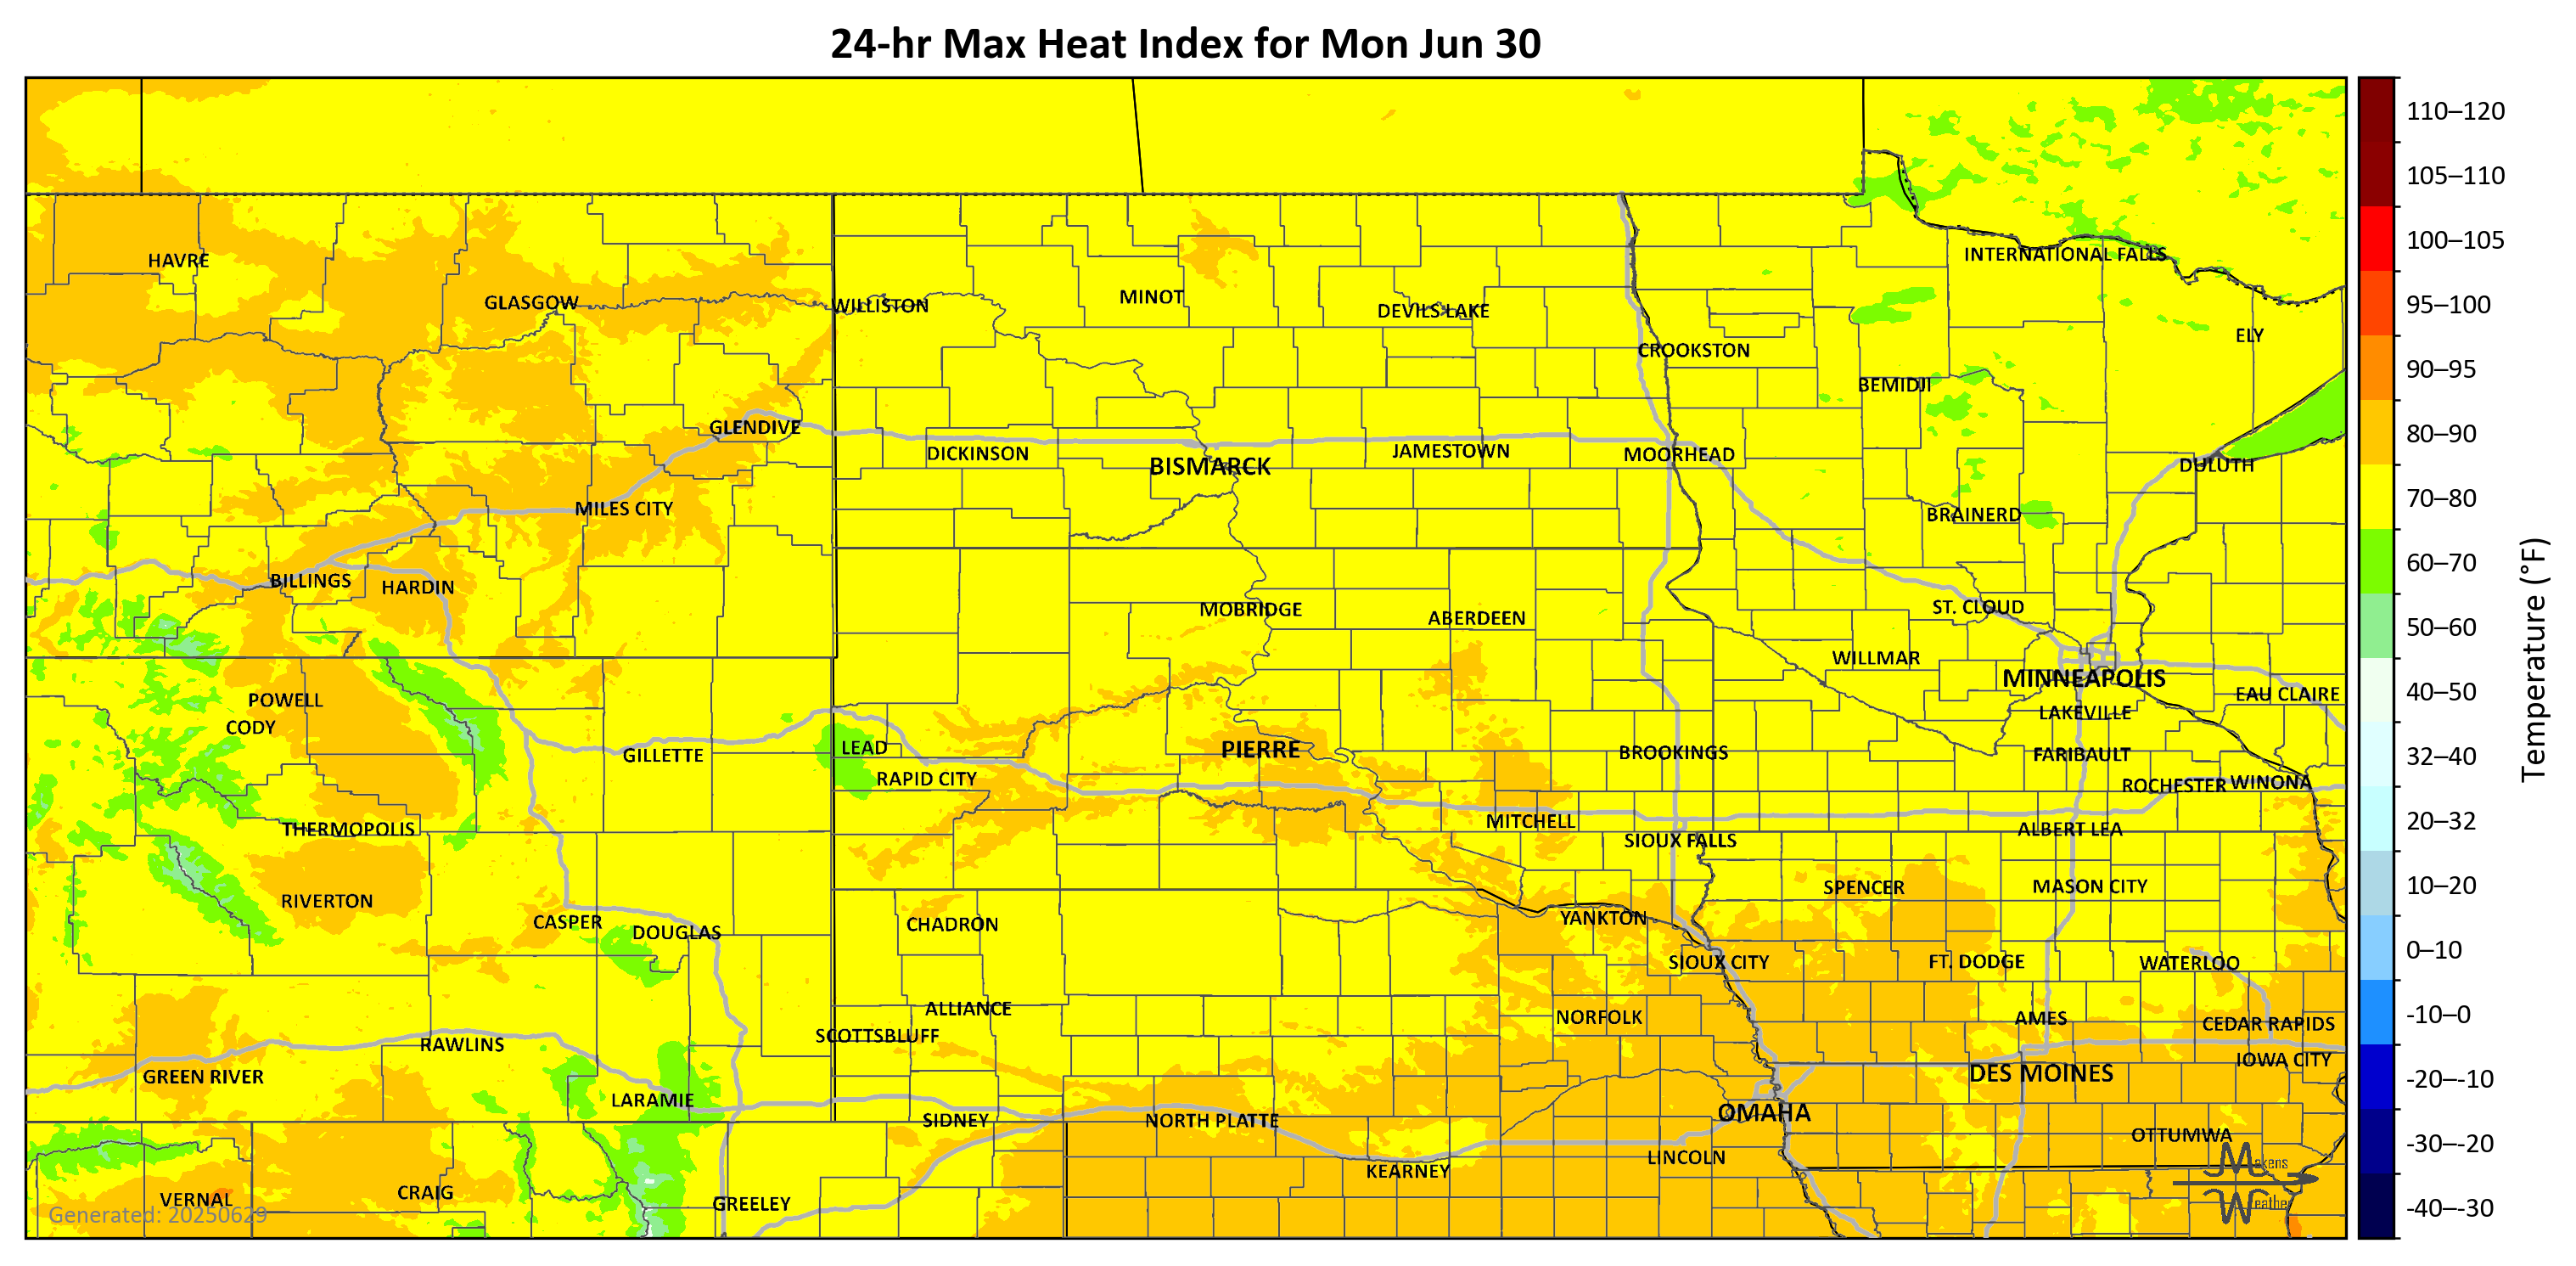 24-hr Max Heat Index for Mon Jun 30
110–120
105–110
INTERNATIONAL FALLS
100–105
HAVRE
MINOT
95–100
GLASGOW
WILLISTON
DEVILS LAKE
ELY
CROOKSTON
90–95
BEMIDJI
GLENDIVE
80–90
DICKINSON
JAMESTOWN
MOORHEAD
BISMARCK
DULUTH
70–80
MILES CITY
BRAINERD
60–70
BILLINGS
HARDIN
MOBRIDGE
ABERDEEN
ST. CLOUD
50–60
WILLMAR
MINNEAPOLIS
40–50
POWELL
EAU CLAIRE
CODY
LAKEVILLE
LEAD
PIERRE
BROOKINGS
FARIBAULT
GILLETTE
32–40
RAPID CITY
ROCHESTER
WINONA
Temperature (°F)
20–32
MITCHELL
THERMOPOLIS
ALBERT LEA
SIOUX FALLS
10–20
SPENCER
MASON CITY
RIVERTON
CASPER
CHADRON
YANKTON
DOUGLAS
0–10
SIOUX CITY
FT. DODGE
WATERLOO
ALLIANCE
-10–0
NORFOLK
AMES
CEDAR RAPIDS
SCOTTSBLUFF
RAWLINS
IOWA CITY
GREEN RIVER
DES MOINES
-20–-10
LARAMIE
OMAHA
SIDNEY
NORTH PLATTE
OTTUMWA
-30–-20
LINCOLN
Makens
KEARNEY
CRAIG
VERNAL
GREELEY
Weather
-40–-30
Generated: 20250629